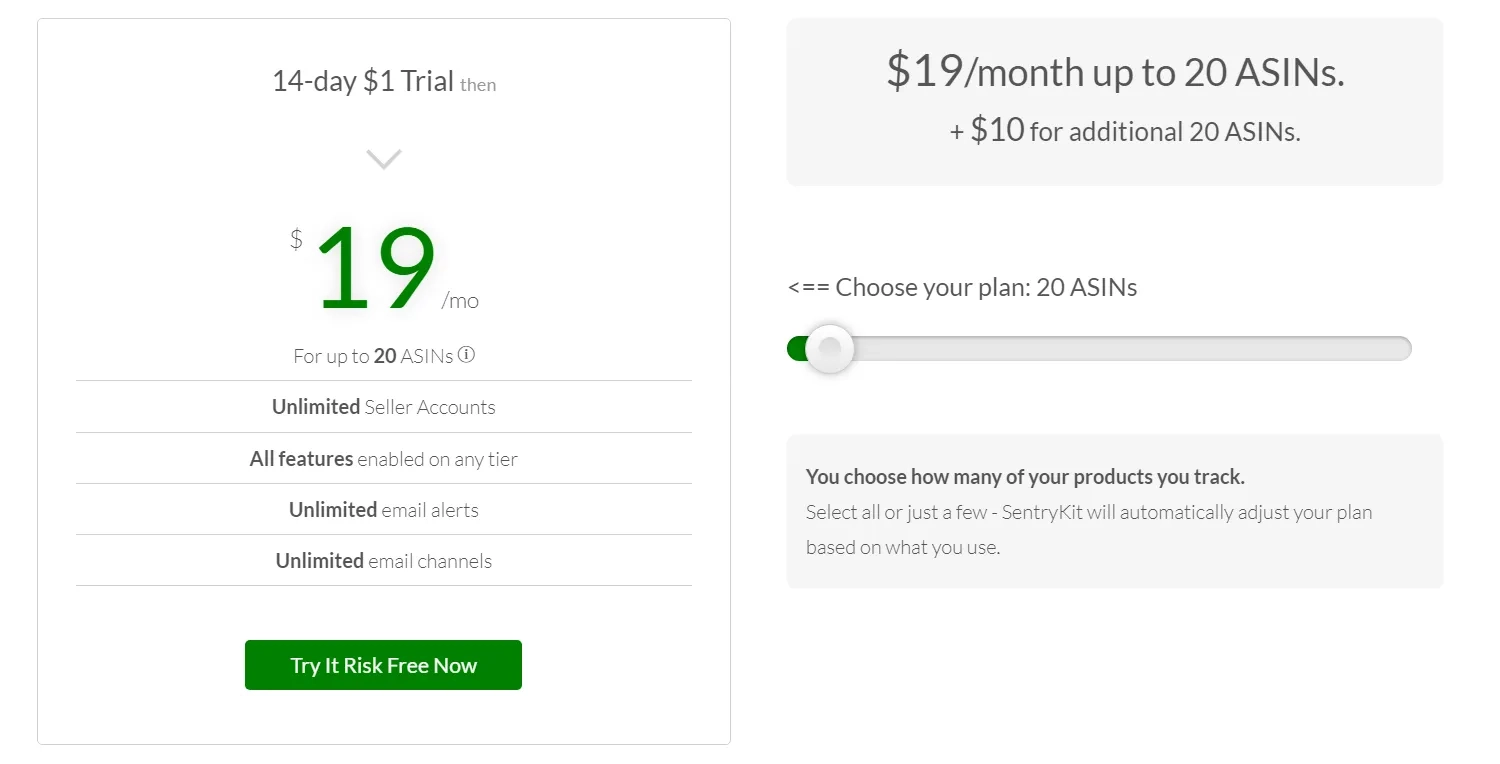 14-day $1 Trial then
$19/mo
For up to 20 ASINs ⓘ
Unlimited Seller Accounts
All features enabled on any tier
Unlimited email alerts
Unlimited email channels
Try It Risk Free Now
$19/month up to 20 ASINs.
+ $10 for additional 20 ASINs.
<== Choose your plan: 20 ASINs
You choose how many of your products you track.
Select all or just a few - SentryKit will automatically adjust your plan
based on what you use.